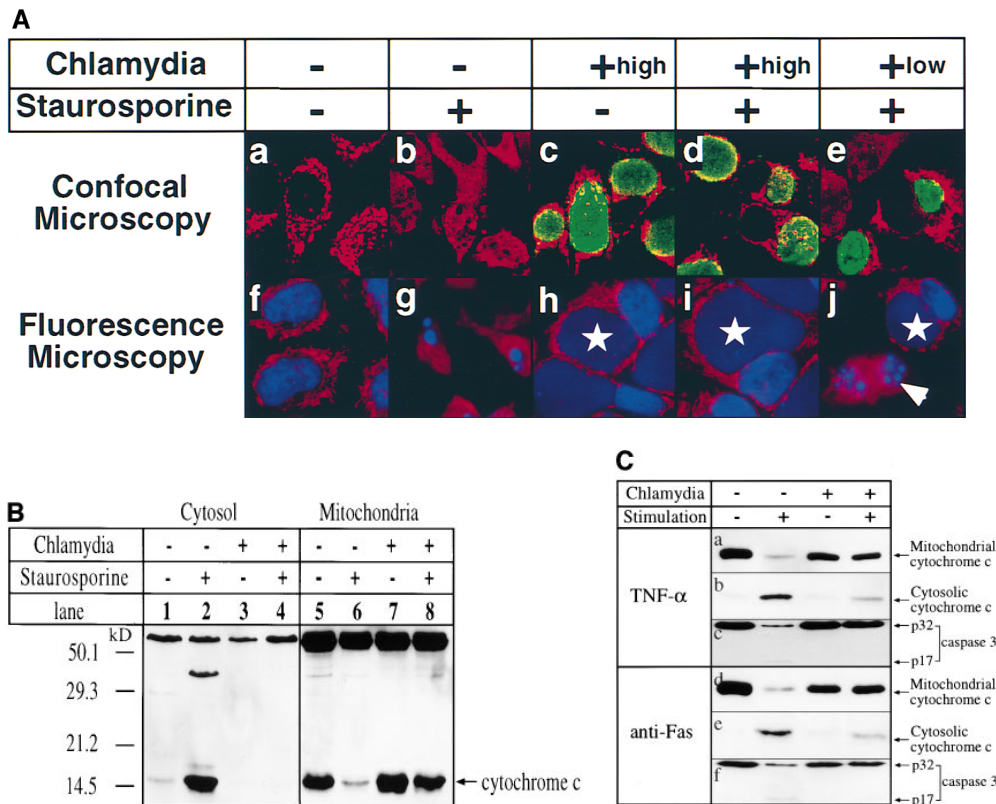 A
Chlamydia - - +high +high +low
Staurosporine - + - + +
a b c d e
Confocal
Microscopy
f g h i j
Fluorescence
Microscopy
B
Cytosol Mitochondria
Chlamydia - - + + - - + +
Staurosporine - + - + - + - +
lane 1 2 3 4 5 6 7 8
kD
50.1
29.3
21.2
14.5
cytochrome c
C
Chlamydia - - + +
Stimulation - + - +
TNF-α
a
Mitochondrial
cytochrome c
b
Cytosolic
cytochrome c
c
p32
caspase 3
p17
anti-Fas
d
Mitochondrial
cytochrome c
e
Cytosolic
cytochrome c
f
p32
caspase 3
p17